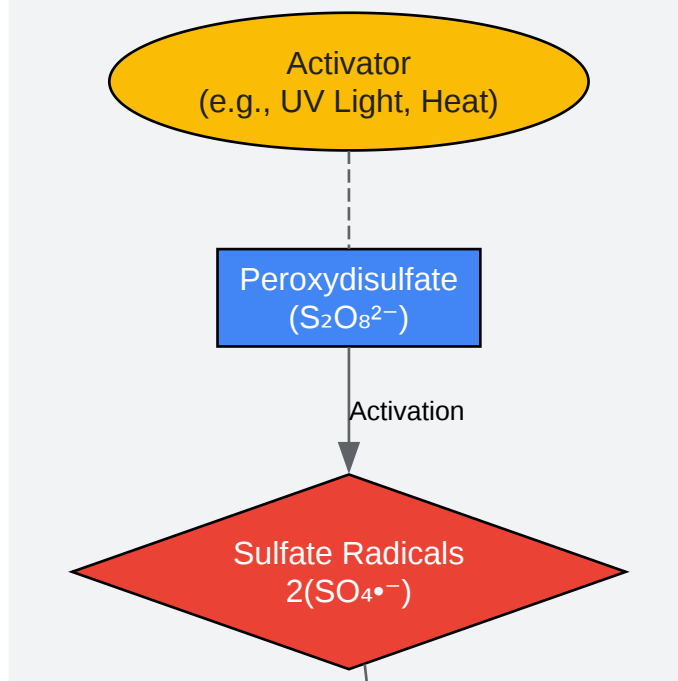 Activator
(e.g., UV Light, Heat)
Peroxydisulfate
(S₂O₈²⁻)
Activation
Sulfate Radicals
2(SO₄•⁻)